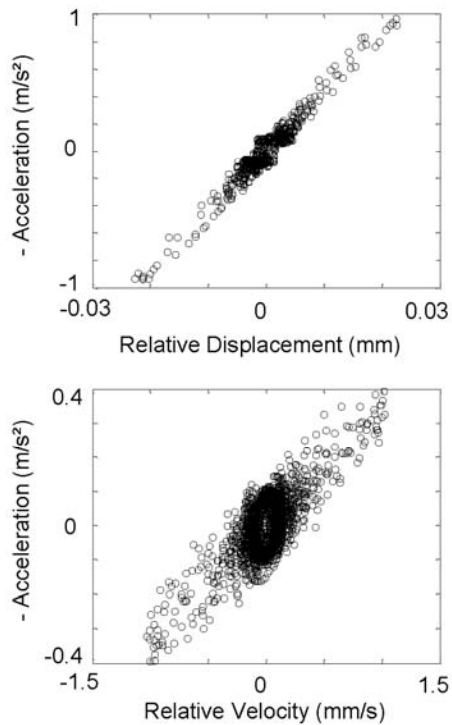 1
- Acceleration (m/s²)
0
-1
-0.03 0 0.03
Relative Displacement (mm)
0.4
- Acceleration (m/s²)
0
-0.4
-1.5 0 1.5
Relative Velocity (mm/s)